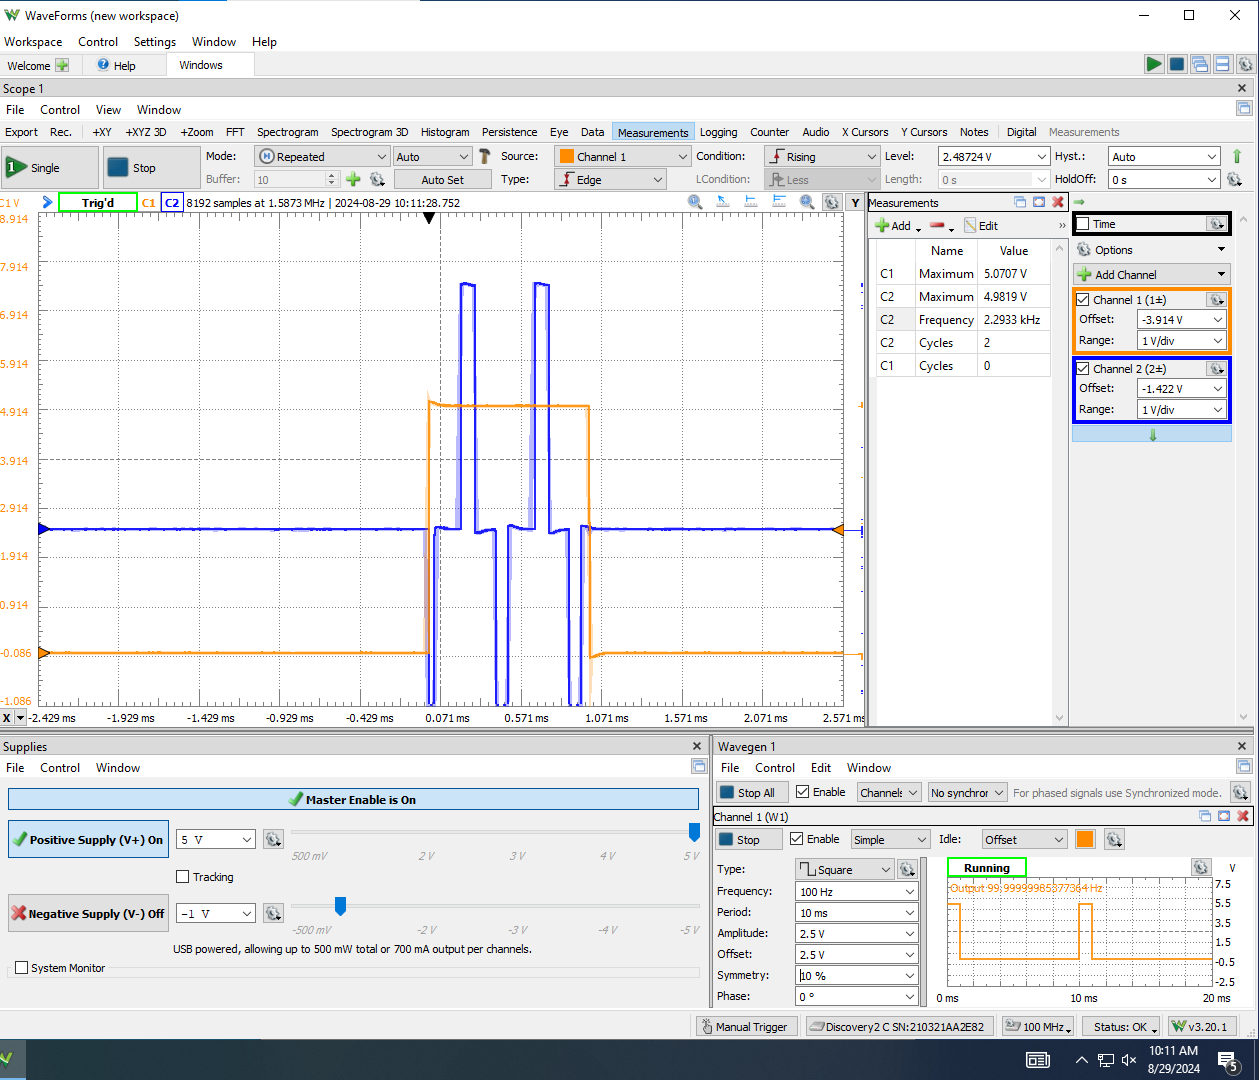 WaveForms (new workspace)
Workspace Control Settings Window Help
Welcome Help Windows
Scope 1
File Control View Window
Export Rec. +XY +XYZ 3D +Zoom FFT Spectrogram Spectrogram 3D Histogram Persistence Eye Data Measurements Logging Counter Audio X Cursors Y Cursors Notes Digital Measurements
Single Stop Mode: Repeated Auto Source: Channel 1 Condition: Rising Level: 2.48724 V Hyst.: Auto
Buffer: 10 Auto Set Type: Edge LCondition: Less Length: 0 s HoldOff: 0 s
C1 V Trig'd C1 C2 8192 samples at 1.5873 MHz | 2024-08-29 10:11:28.752 Y
8.914
7.914
6.914
5.914
4.914
3.914
2.914
1.914
0.914
-0.086
-1.086
X -2.429 ms -1.929 ms -1.429 ms -0.929 ms -0.429 ms 0.071 ms 0.571 ms 1.071 ms 1.571 ms 2.071 ms 2.571 ms
Measurements
Add Edit »
Name Value
C1 Maximum 5.0707 V
C2 Maximum 4.9819 V
C2 Frequency 2.2933 kHz
C2 Cycles 2
C1 Cycles 0
Time
Options
Add Channel
Channel 1 (1±)
Offset: -3.914 V
Range: 1 V/div
Channel 2 (2±)
Offset: -1.422 V
Range: 1 V/div
Supplies
File Control Window
Master Enable is On
Positive Supply (V+) On 5 V
500 mV 2 V 3 V 4 V 5 V
Tracking
Negative Supply (V-) Off -1 V
-500 mV -2 V -3 V -4 V -5 V
USB powered, allowing up to 500 mW total or 700 mA output per channels.
System Monitor
Wavegen 1
File Control Edit Window
Stop All Enable Channels No synchror For phased signals use Synchronized mode.
Channel 1 (W1)
Stop Enable Simple Idle: Offset
Type: Square
Frequency: 100 Hz
Period: 10 ms
Amplitude: 2.5 V
Offset: 2.5 V
Symmetry: 10 %
Phase: 0 °
Running V
Output 99.99999985377364 Hz
7.5
5.5
3.5
1.5
-0.5
-2.5
0 ms 10 ms 20 ms
Manual Trigger Discovery2 C SN:210321AA2E82 100 MHz Status: OK v3.20.1
10:11 AM
8/29/2024
5